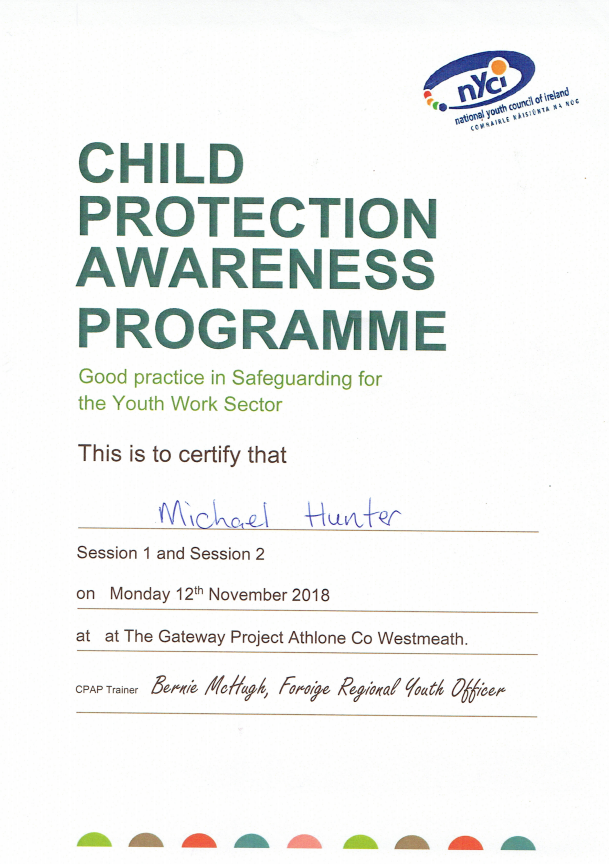 nyci
national youth council of ireland
COMHAIRLE NÁISIÚNTA NA NÓG
CHILD
PROTECTION
AWARENESS
PROGRAMME
Good practice in Safeguarding for
the Youth Work Sector
This is to certify that
Michael Hunter
Session 1 and Session 2
on Monday 12th November 2018
at at The Gateway Project Athlone Co Westmeath.
CPAP Trainer Bernie McHugh, Foroige Regional Youth Officer